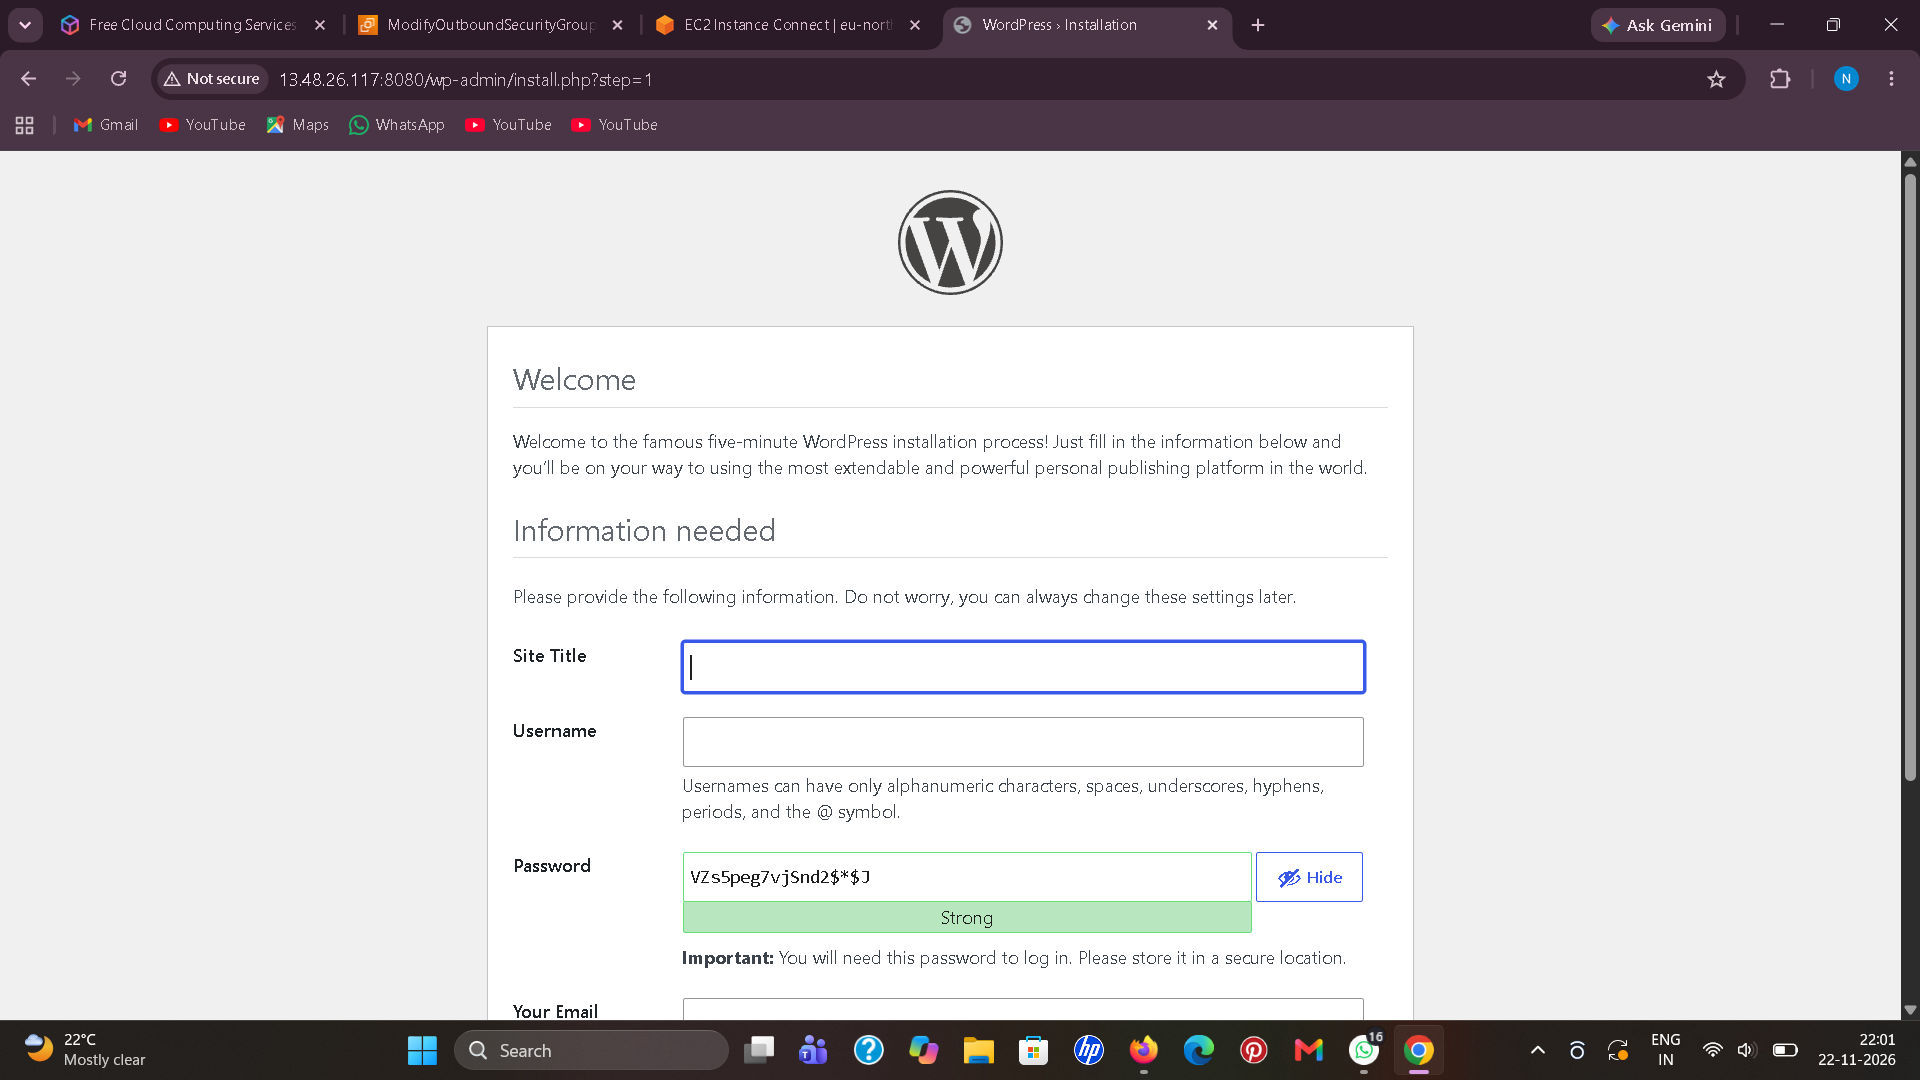 Free Cloud Computing Services
ModifyOutboundSecurityGroup
EC2 Instance Connect | eu-nort
WordPress › Installation
Ask Gemini
Not secure
13.48.26.117:8080/wp-admin/install.php?step=1
N
Gmail
YouTube
Maps
WhatsApp
YouTube
YouTube
Welcome
Welcome to the famous five-minute WordPress installation process! Just fill in the information below and
you’ll be on your way to using the most extendable and powerful personal publishing platform in the world.
Information needed
Please provide the following information. Do not worry, you can always change these settings later.
Site Title
Username
Usernames can have only alphanumeric characters, spaces, underscores, hyphens,
periods, and the @ symbol.
Password
VZs5peg7vjSnd2$*$J
Hide
Strong
Important: You will need this password to log in. Please store it in a secure location.
Your Email
22°C
Mostly clear
Search
16
ENG
IN
22:01
22-11-2026